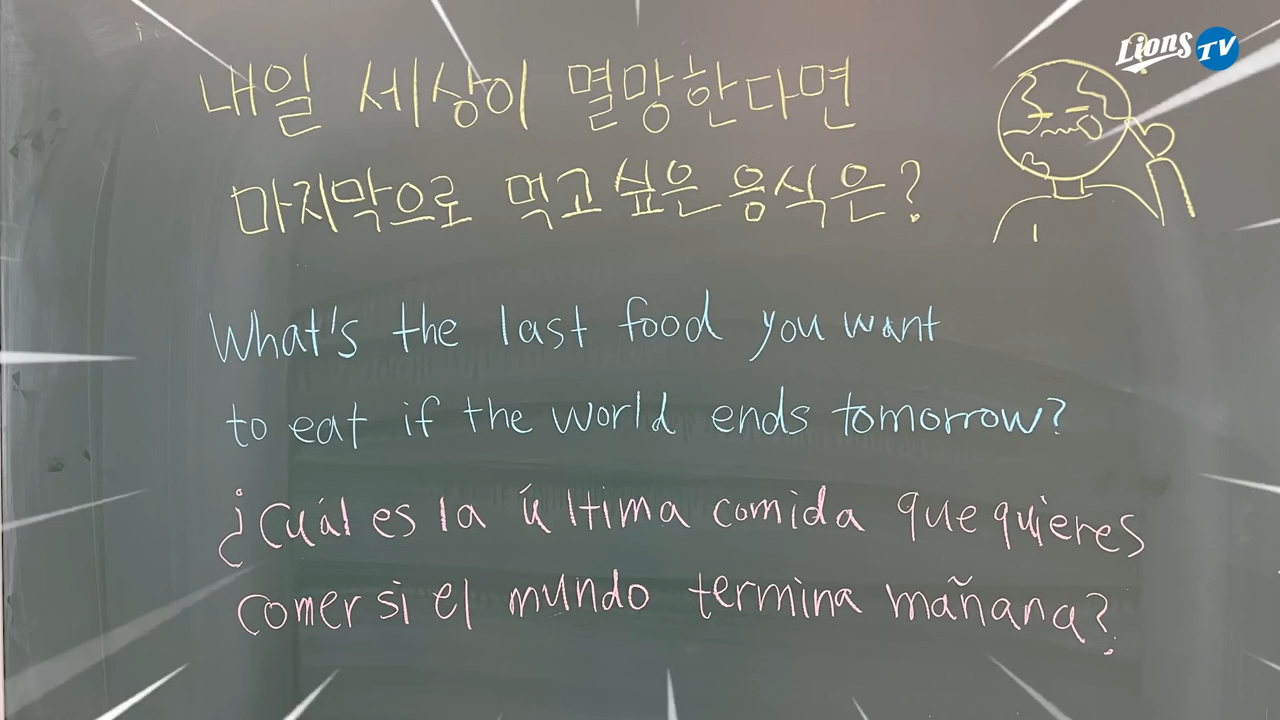 Lions TV
내일 세상이 멸망한다면
마지막으로 먹고 싶은 음식은?
What's the last food you want
to eat if the world ends tomorrow?
¿Cuál es la última comida que quieres
comer si el mundo termina mañana?